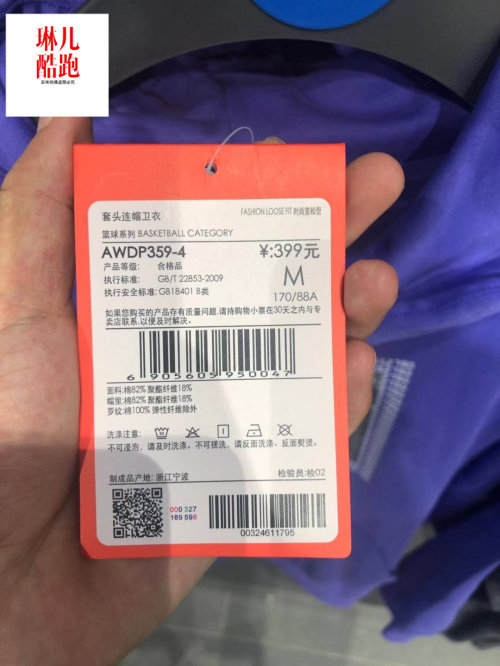 琳儿
酷跑
实体拍摄盗图必究
套头连帽卫衣
FASHION LOOSE FIT 时尚宽松型
篮球系列 BASKETBALL CATEGORY
AWDP359-4
¥:399元
产品等级: 合格品
M
执行标准: GB/T 22853-2009
执行安全标准: GB18401 B类
170/88A
如果您购买的产品存有质量问题,请持购物小票在30天之内与专
卖店联系,以便及时解决。
6 905605 950047
面料:棉82% 聚酯纤维18%
帽里:棉82% 聚酯纤维18%
罗纹:棉100% 弹性纤维除外
洗涤注意:
不可浸泡、请及时洗涤。不可搓洗、请反面洗涤、反面熨烫。
制成品产地: 浙江宁波
检验员:检02
000 327
189 598
00324611795